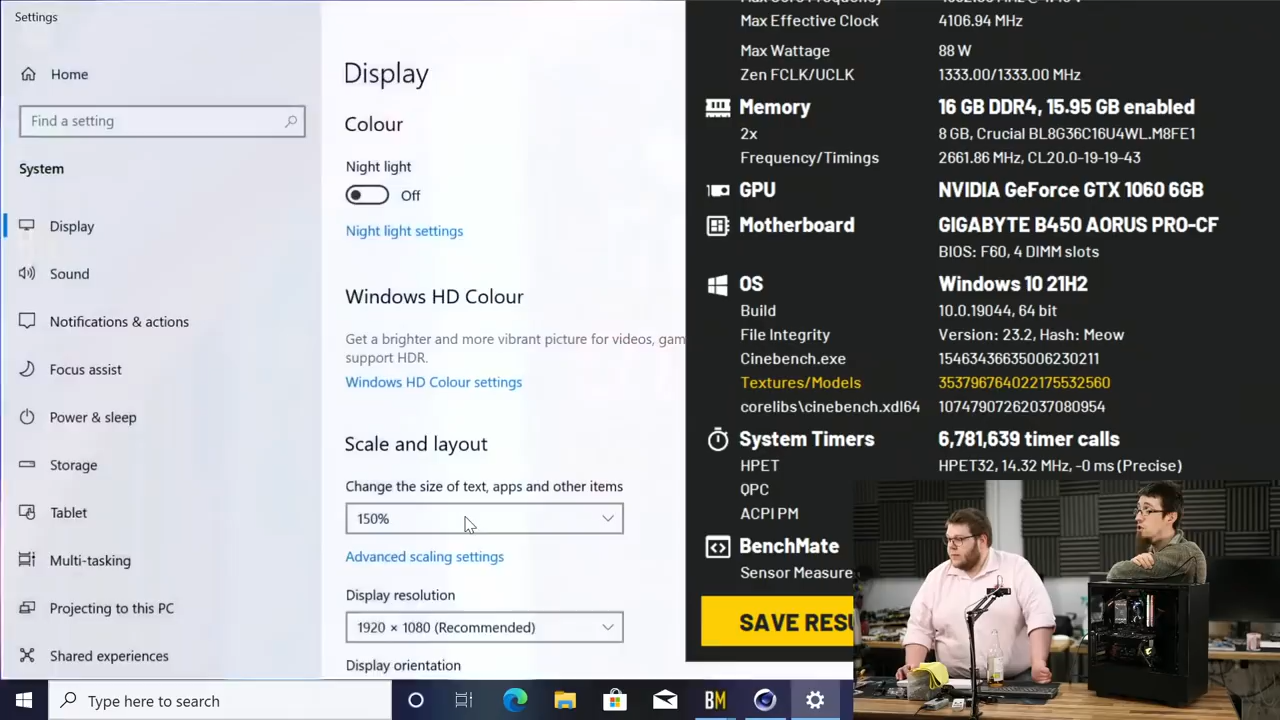 Settings
Home
Find a setting
System
Display
Sound
Notifications & actions
Focus assist
Power & sleep
Storage
Tablet
Multi-tasking
Projecting to this PC
Shared experiences
Display
Colour
Night light
Off
Night light settings
Windows HD Colour
Get a brighter and more vibrant picture for videos, gam
support HDR.
Windows HD Colour settings
Scale and layout
Change the size of text, apps and other items
150%
Advanced scaling settings
Display resolution
1920 × 1080 (Recommended)
Display orientation
Max Effective Clock 4106.94 MHz
Max Wattage 88 W
Zen FCLK/UCLK 1333.00/1333.00 MHz
Memory 16 GB DDR4, 15.95 GB enabled
2x 8 GB, Crucial BL8G36C16U4WL.M8FE1
Frequency/Timings 2661.86 MHz, CL20.0-19-19-43
GPU NVIDIA GeForce GTX 1060 6GB
Motherboard GIGABYTE B450 AORUS PRO-CF
BIOS: F60, 4 DIMM slots
OS Windows 10 21H2
Build 10.0.19044, 64 bit
File Integrity Version: 23.2, Hash: Meow
Cinebench.exe 15463436635006230211
Textures/Models 353796764022175532560
corelibs\cinebench.xdl64 10747907262037080954
System Timers 6,781,639 timer calls
HPET HPET32, 14.32 MHz, -0 ms (Precise)
QPC
ACPI PM
BenchMate
Sensor Measure
SAVE RESU
Type here to search
BM